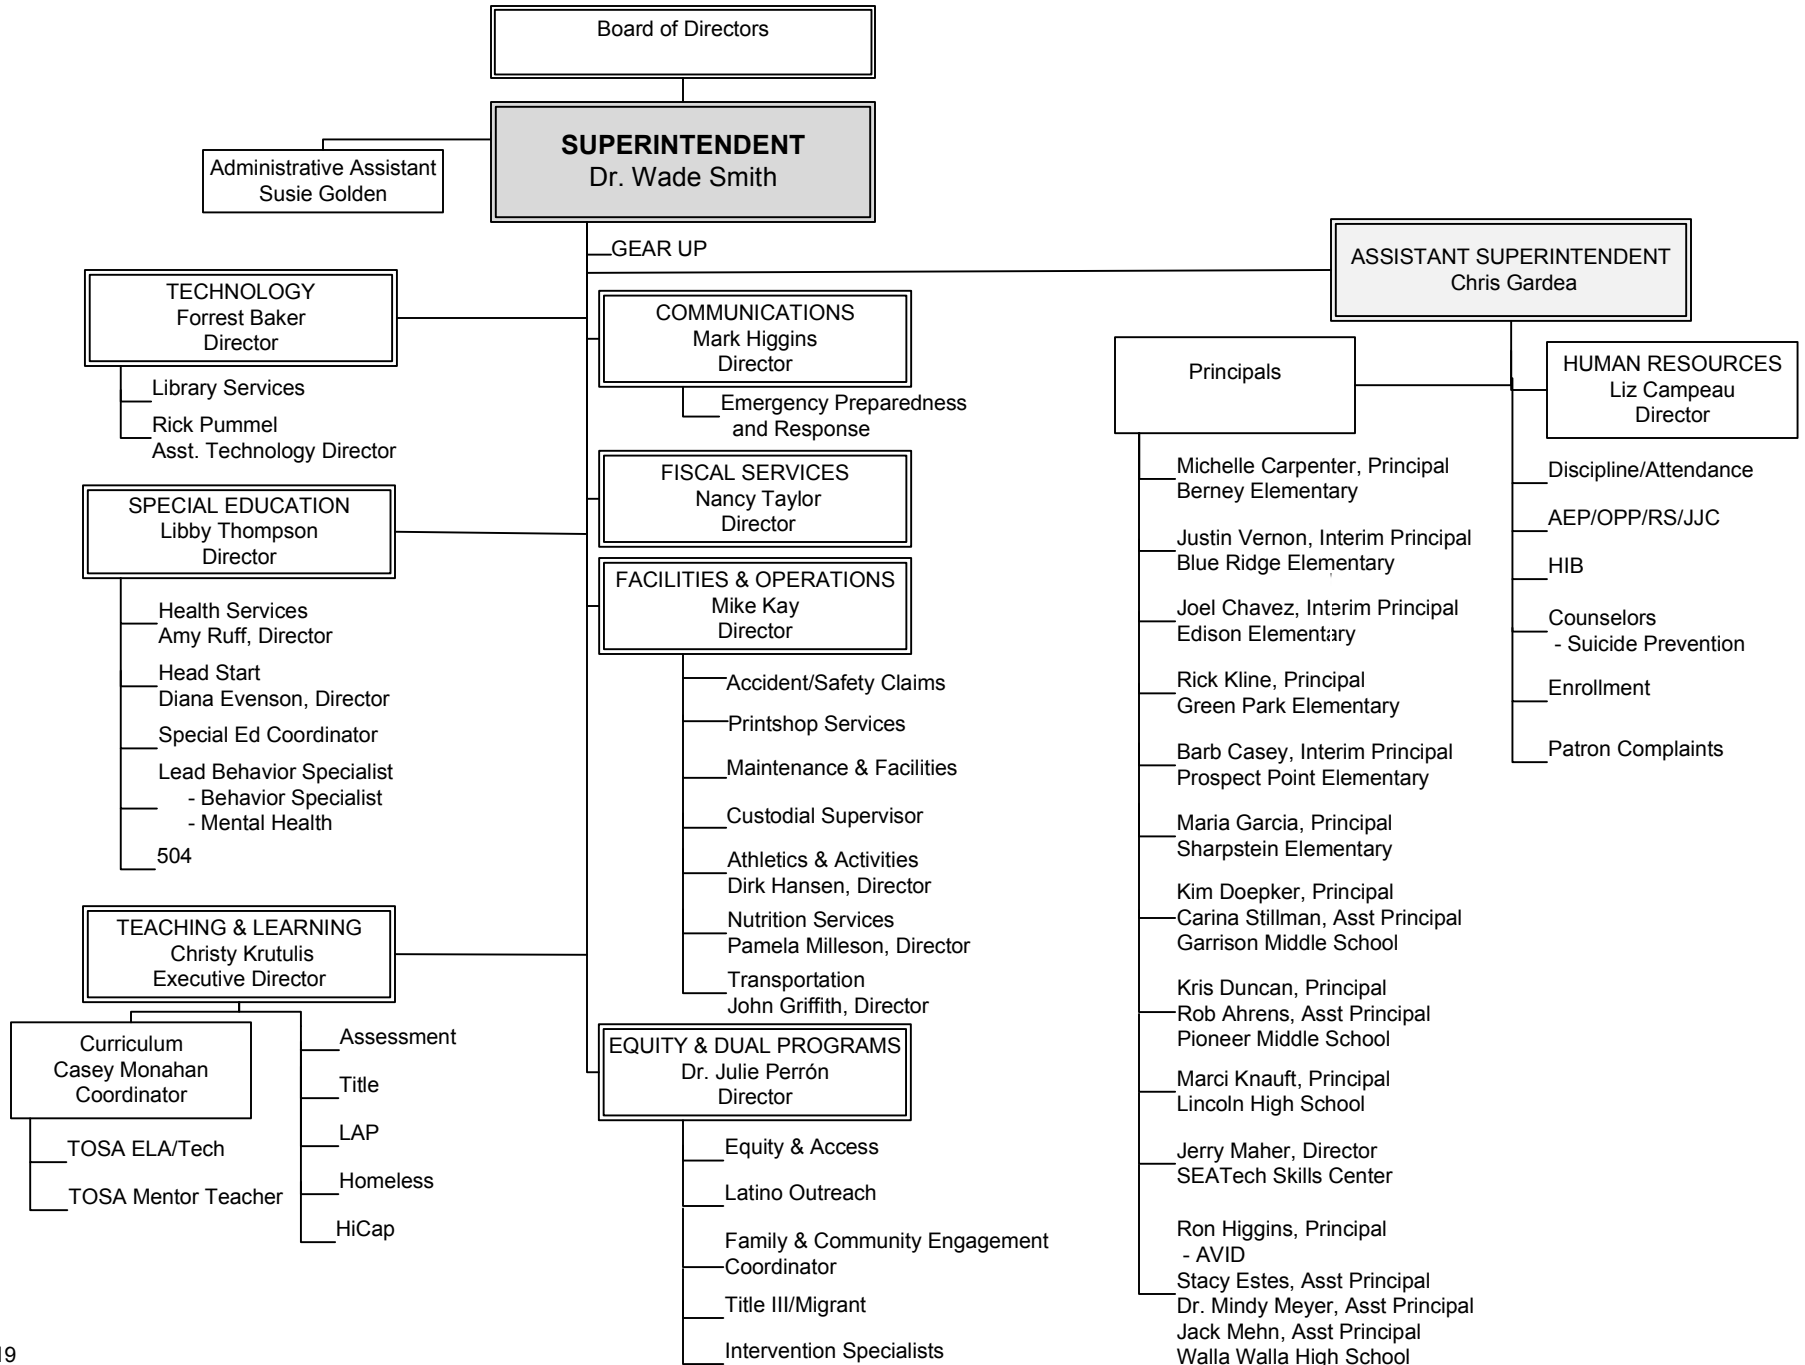 Board of Directors
SUPERINTENDENT
Dr. Wade Smith
Administrative Assistant
Susie Golden
GEAR UP
ASSISTANT SUPERINTENDENT
Chris Gardea
TECHNOLOGY
Forrest Baker
Director
Library Services
Rick Pummel
Asst. Technology Director
SPECIAL EDUCATION
Libby Thompson
Director
Health Services
Amy Ruff, Director
Head Start
Diana Evenson, Director
Special Ed Coordinator
Lead Behavior Specialist
- Behavior Specialist
- Mental Health
504
TEACHING & LEARNING
Christy Krutulis
Executive Director
Curriculum
Casey Monahan
Coordinator
TOSA ELA/Tech
TOSA Mentor Teacher
Assessment
Title
LAP
Homeless
HiCap
COMMUNICATIONS
Mark Higgins
Director
Emergency Preparedness
and Response
FISCAL SERVICES
Nancy Taylor
Director
FACILITIES & OPERATIONS
Mike Kay
Director
Accident/Safety Claims
Printshop Services
Maintenance & Facilities
Custodial Supervisor
Athletics & Activities
Dirk Hansen, Director
Nutrition Services
Pamela Milleson, Director
Transportation
John Griffith, Director
EQUITY & DUAL PROGRAMS
Dr. Julie Perrón
Director
Equity & Access
Latino Outreach
Family & Community Engagement
Coordinator
Title III/Migrant
Intervention Specialists
Principals
Michelle Carpenter, Principal
Berney Elementary
Justin Vernon, Interim Principal
Blue Ridge Elementary
Joel Chavez, Interim Principal
Edison Elementary
Rick Kline, Principal
Green Park Elementary
Barb Casey, Interim Principal
Prospect Point Elementary
Maria Garcia, Principal
Sharpstein Elementary
Kim Doepker, Principal
Carina Stillman, Asst Principal
Garrison Middle School
Kris Duncan, Principal
Rob Ahrens, Asst Principal
Pioneer Middle School
Marci Knauft, Principal
Lincoln High School
Jerry Maher, Director
SEATech Skills Center
Ron Higgins, Principal
- AVID
Stacy Estes, Asst Principal
Dr. Mindy Meyer, Asst Principal
Jack Mehn, Asst Principal
Walla Walla High School
HUMAN RESOURCES
Liz Campeau
Director
Discipline/Attendance
AEP/OPP/RS/JJC
HIB
Counselors
- Suicide Prevention
Enrollment
Patron Complaints